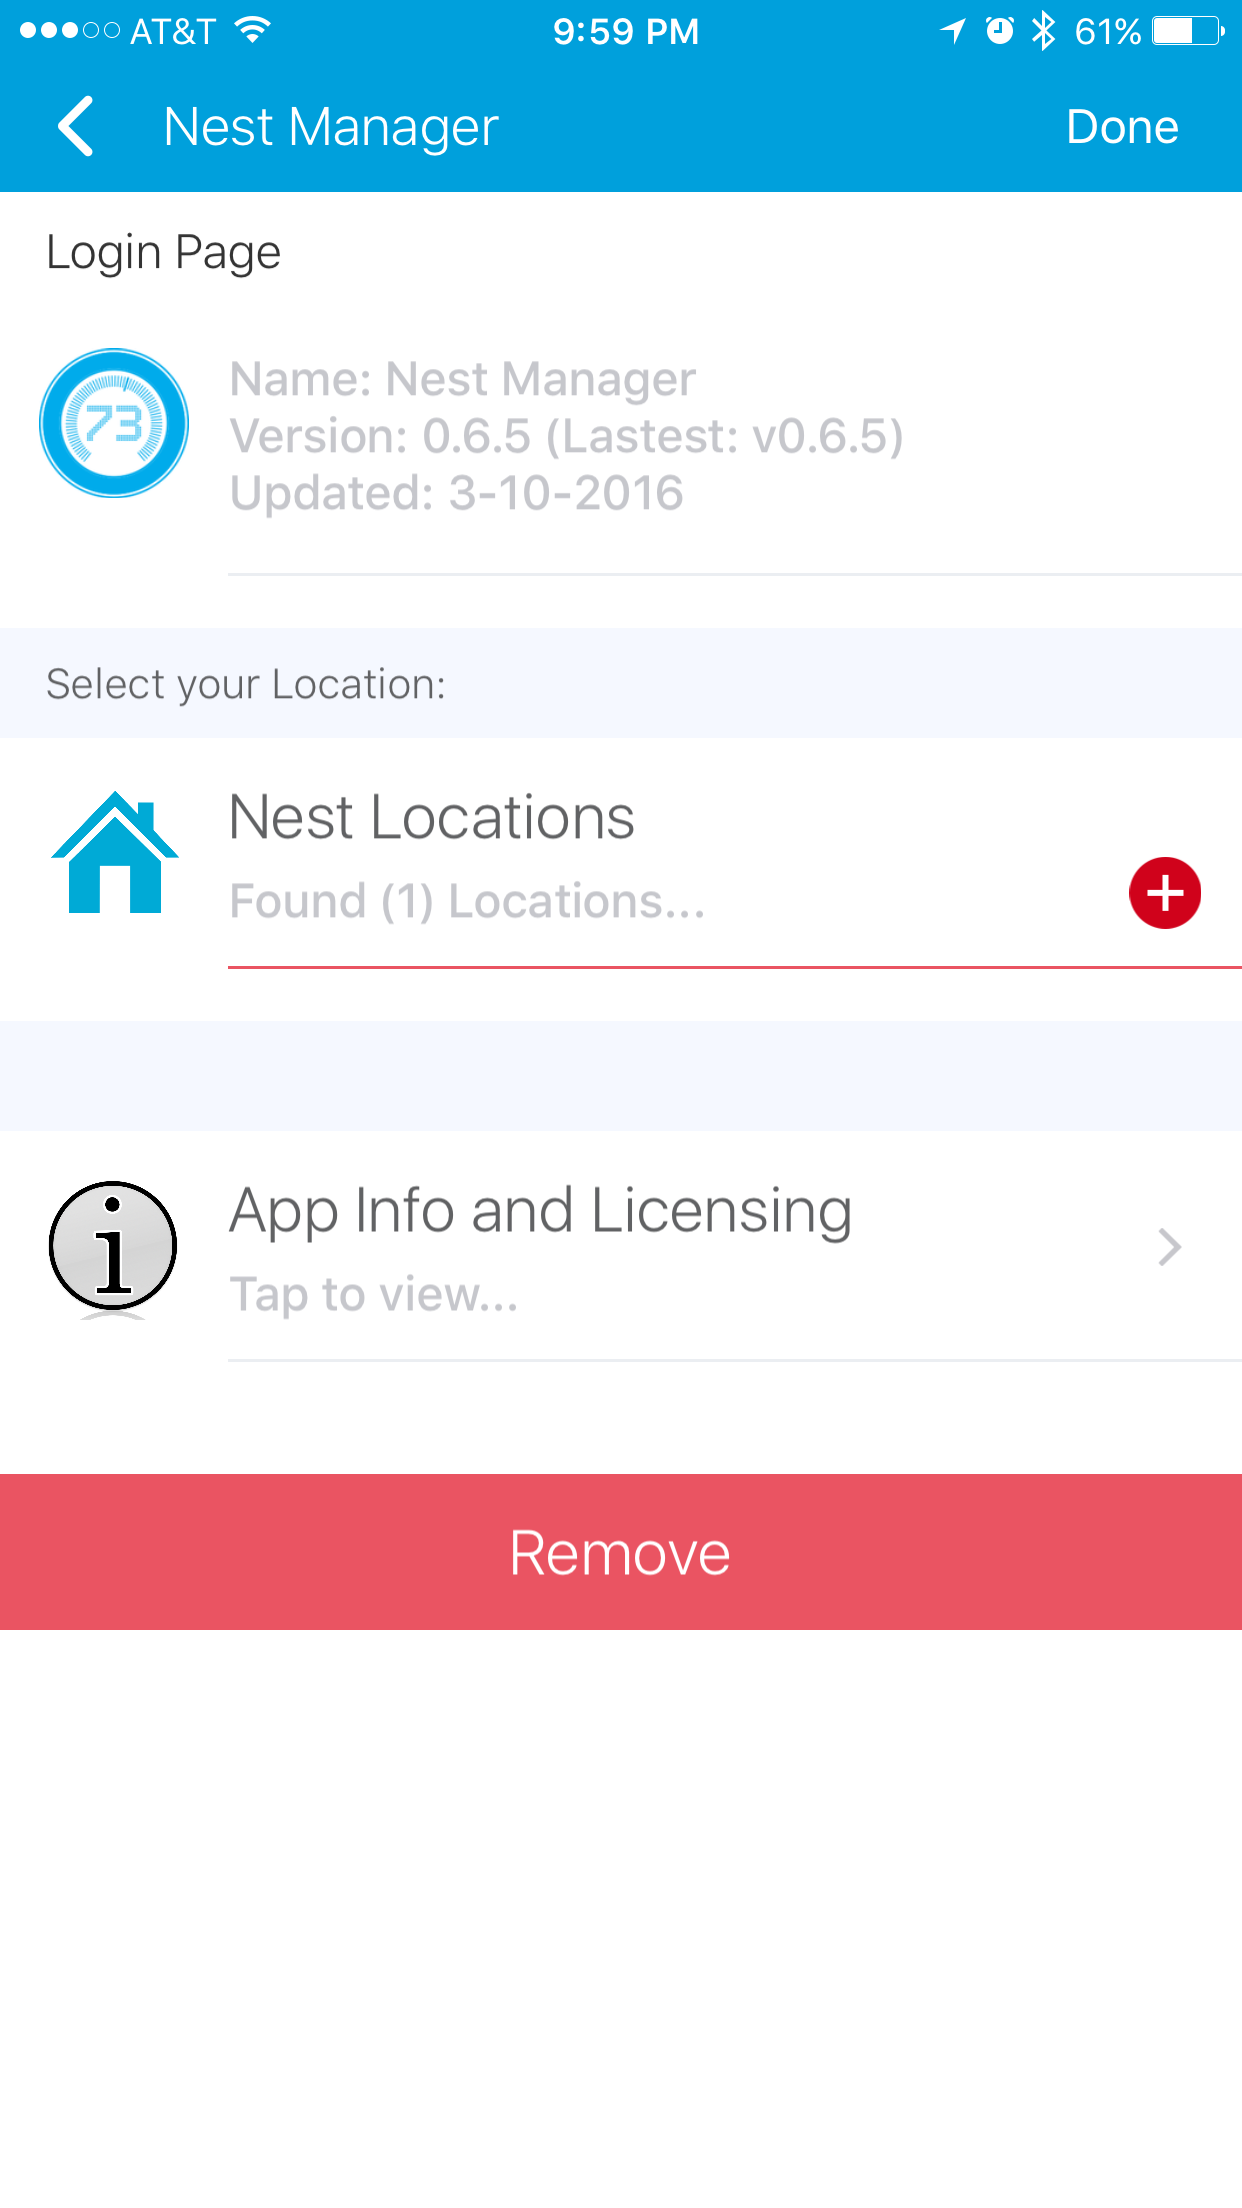 AT&T 9:59 PM 61%
Nest Manager Done
Login Page
73
Name: Nest Manager
Version: 0.6.5 (Lastest: v0.6.5)
Updated: 3-10-2016
Select your Location:
Nest Locations
Found (1) Locations...
App Info and Licensing
Tap to view...
Remove